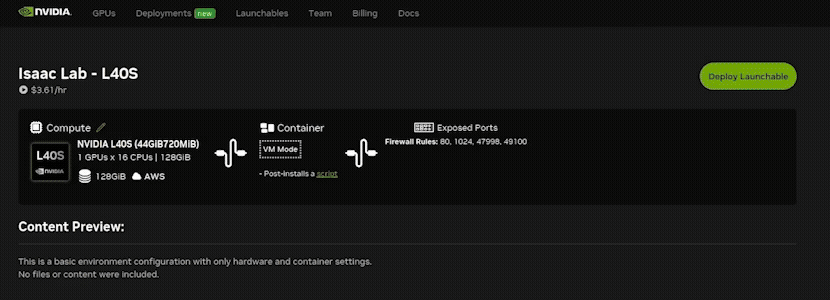 NVIDIA. GPUs Deployments new Launchables Team Billing Docs
Isaac Lab - L40S
$3.61/hr
Deploy Launchable
Compute
L40S
NVIDIA
NVIDIA L40S (44GiB720MiB)
1 GPUs x 16 CPUs | 128GiB
128GiB AWS
Container
VM Mode
- Post-installs a script
Exposed Ports
Firewall Rules: 80, 1024, 47998, 49100
Content Preview:
This is a basic environment configuration with only hardware and container settings.
No files or content were included.